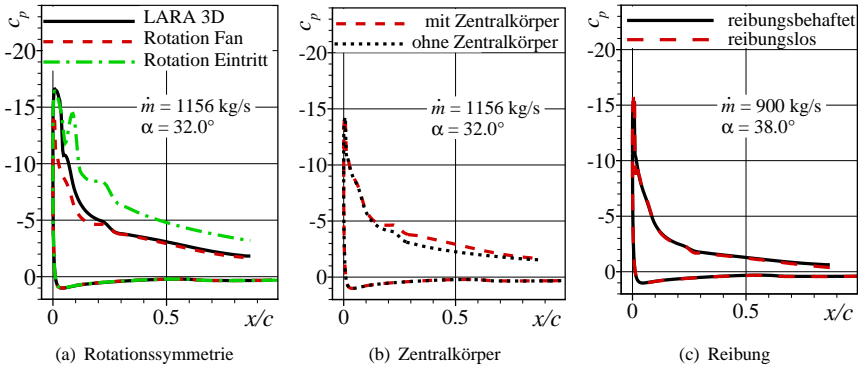 c_p
-20
-15
-10
-5
0
LARA 3D
Rotation Fan
Rotation Eintritt
ṁ = 1156 kg/s
α = 32.0°
0
0.5
x/c
(a) Rotationssymmetrie
c_p
-20
-15
-10
-5
0
mit Zentralkörper
ohne Zentralkörper
ṁ = 1156 kg/s
α = 32.0°
0
0.5
x/c
(b) Zentralkörper
c_p
-20
-15
-10
-5
0
reibungsbehaftet
reibungslos
ṁ = 900 kg/s
α = 38.0°
0
0.5
x/c
(c) Reibung